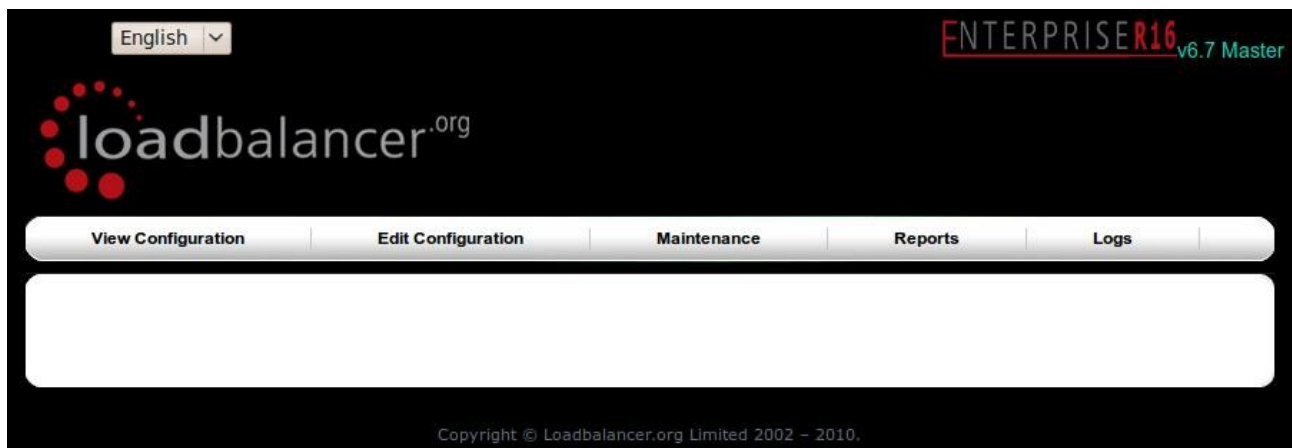 English
ENTERPRISE R16 v6.7 Master
loadbalancer.org
View Configuration Edit Configuration Maintenance Reports Logs
Copyright © Loadbalancer.org Limited 2002 – 2010.